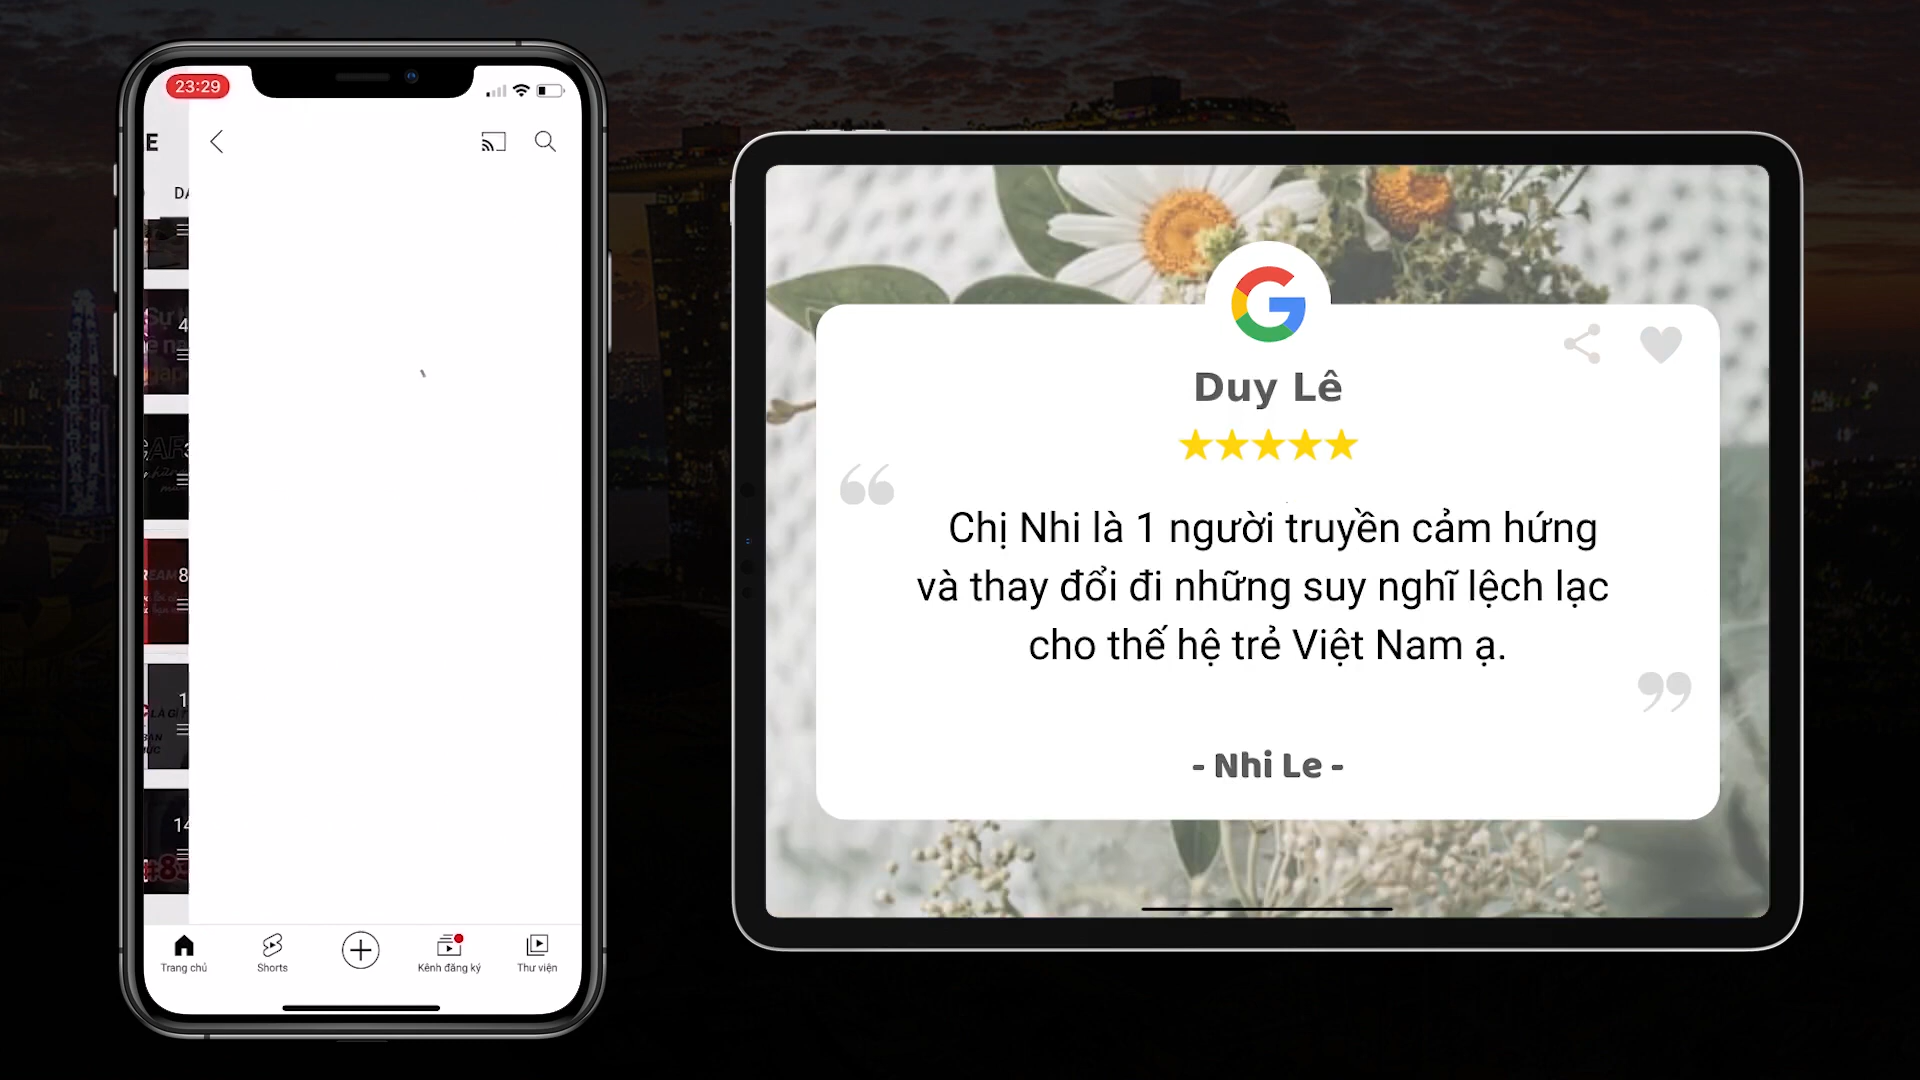 23:29
E
DA
Trang chủ
Shorts
Kênh đăng ký
Thư viện
Duy Lê
Chị Nhi là 1 người truyền cảm hứng
và thay đổi đi những suy nghĩ lệch lạc
cho thế hệ trẻ Việt Nam ạ.
- Nhi Le -